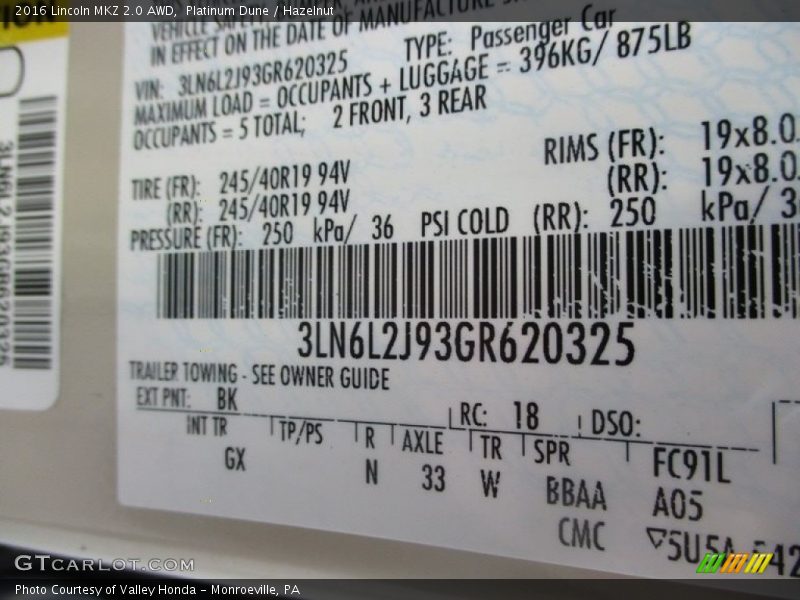 2016 Lincoln MKZ 2.0 AWD, Platinum Dune / Hazelnut
VEHICLE SAFETY
IN EFFECT ON THE DATE OF MANUFACTURE
VIN: 3LN6L2J93GR620325 TYPE: Passenger Car
MAXIMUM LOAD = OCCUPANTS + LUGGAGE = 396KG/ 875LB
OCCUPANTS = 5 TOTAL; 2 FRONT, 3 REAR
RIMS (FR): 19x8.0
TIRE (FR): 245/40R19 94V (RR): 19x8.0
(RR): 245/40R19 94V
PRESSURE (FR): 250 kPa/ 36 PSI COLD (RR): 250 kPa/ 3
3LN6L2J93GR620325
3LN6L2J93GR620325
TRAILER TOWING - SEE OWNER GUIDE
EXT PNT: BK RC: 18 DSO:
INT TR TP/PS R AXLE TR SPR FC91L
GX N 33 W BBAA A05
CMC 5U5A-542
GTCARLOT.COM
Photo Courtesy of Valley Honda – Monroeville, PA